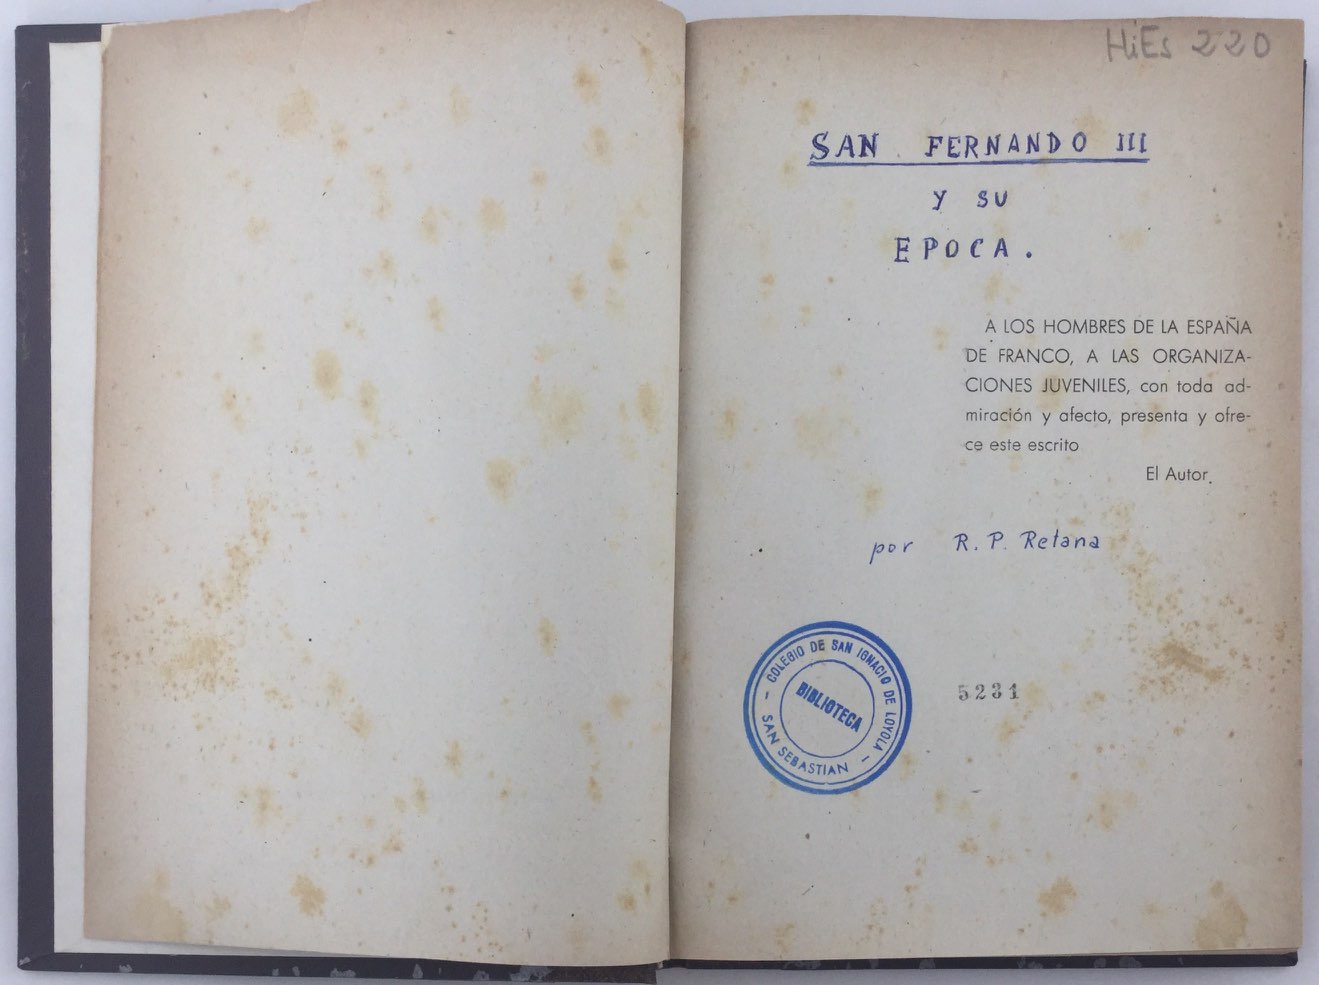 HiEs 220
SAN FERNANDO III
Y SU
EPOCA.
A LOS HOMBRES DE LA ESPAÑA
DE FRANCO, A LAS ORGANIZA-
CIONES JUVENILES, con toda ad-
miración y afecto, presenta y ofre-
ce este escrito
El Autor.
por R. P. Retana
- COLEGIO DE SAN IGNACIO DE LOYOLA -
BIBLIOTECA
SAN SEBASTIAN
5231